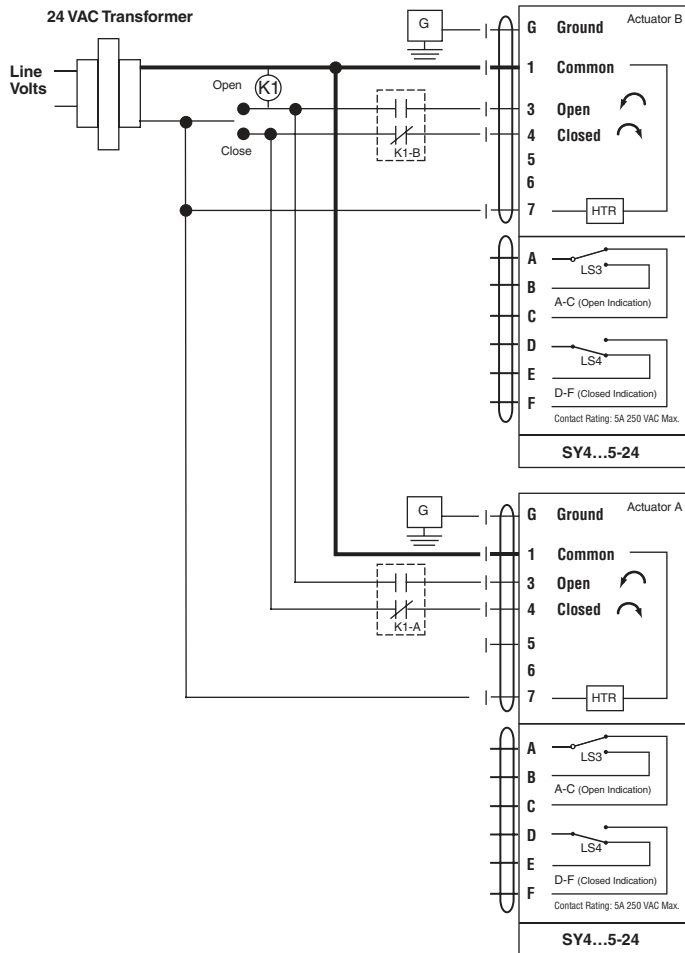 24 VAC Transformer
Line
Volts
Open
K1
Close
K1-B
G
Actuator B
G Ground
1 Common
3 Open
4 Closed
5
6
7 HTR
A
LS3
B
A-C (Open Indication)
C
D
LS4
E
D-F (Closed Indication)
F
Contact Rating: 5A 250 VAC Max.
SY4...5-24
G
Actuator A
G Ground
1 Common
3 Open
4 Closed
K1-A
5
6
7 HTR
A
LS3
B
A-C (Open Indication)
C
D
LS4
E
D-F (Closed Indication)
F
Contact Rating: 5A 250 VAC Max.
SY4...5-24